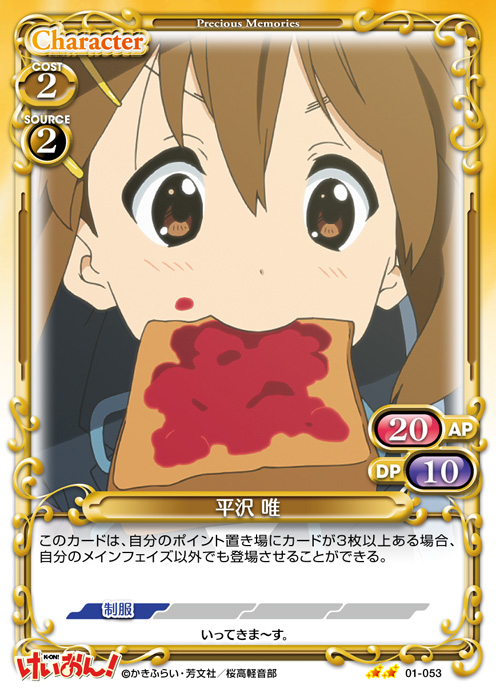 Precious Memories
Character
COST
2
SOURCE
2
20 AP
DP 10
平沢 唯
このカードは、自分のポイント置き場にカードが3枚以上ある場合、
自分のメインフェイズ以外でも登場させることができる。
制服
いってきま〜す。
K-ON!
けいおん!
©かきふらい・芳文社／桜高軽音部
01-053